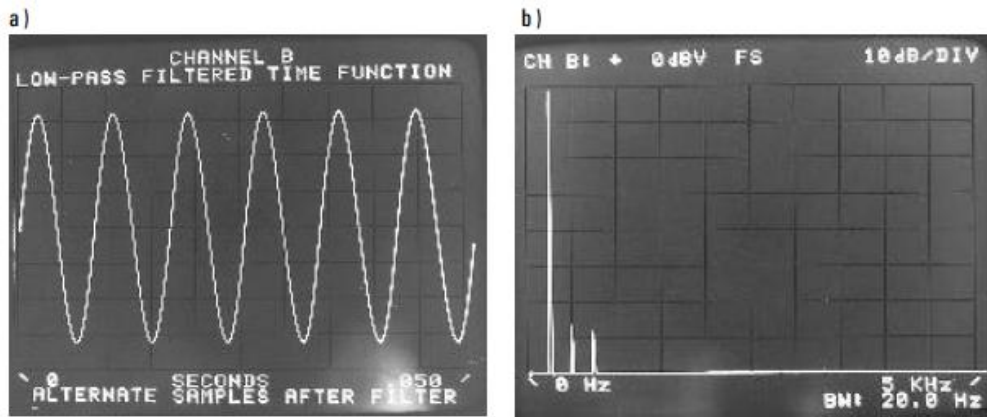 a)
CHANNEL B
LOW-PASS FILTERED TIME FUNCTION
0 SECONDS .050
ALTERNATE SAMPLES AFTER FILTER
b)
CH B: + 0dBV FS 10dB/DIV
0 Hz 5 KHz
BW: 20.0 Hz